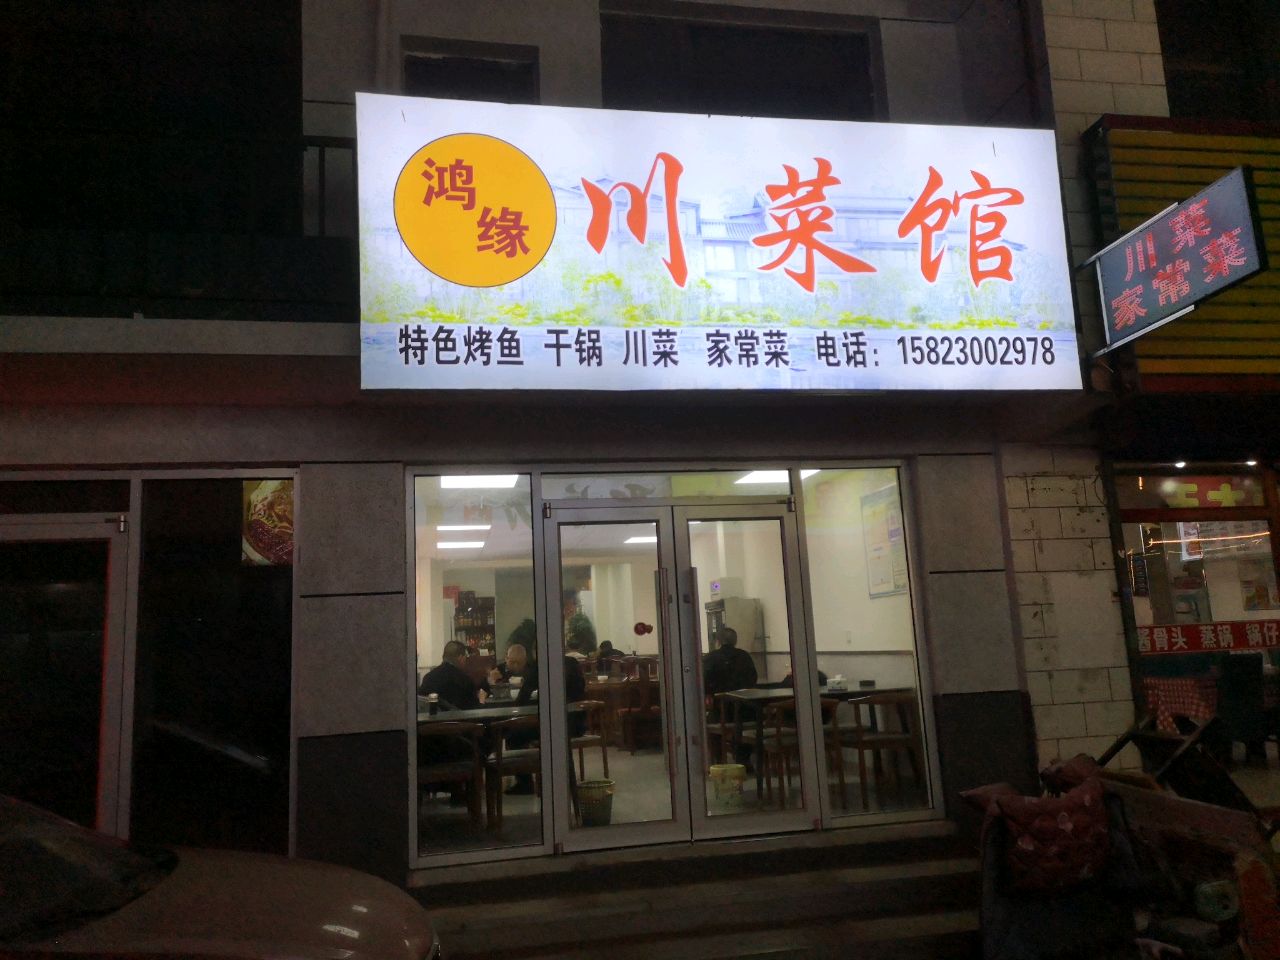 鸿缘
川菜馆
特色烤鱼 干锅 川菜 家常菜 电话：15823002978
川菜
家常菜
酱骨头 蒸锅 锅仔